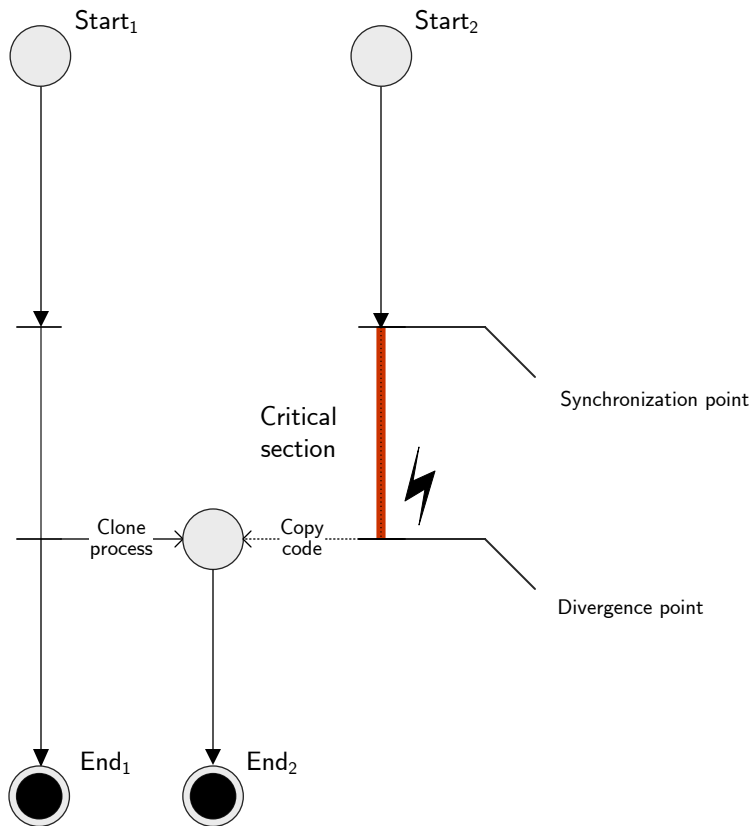 Start₁
Start₂
Synchronization point
Critical
section
Clone
process
Copy
code
Divergence point
End₁
End₂